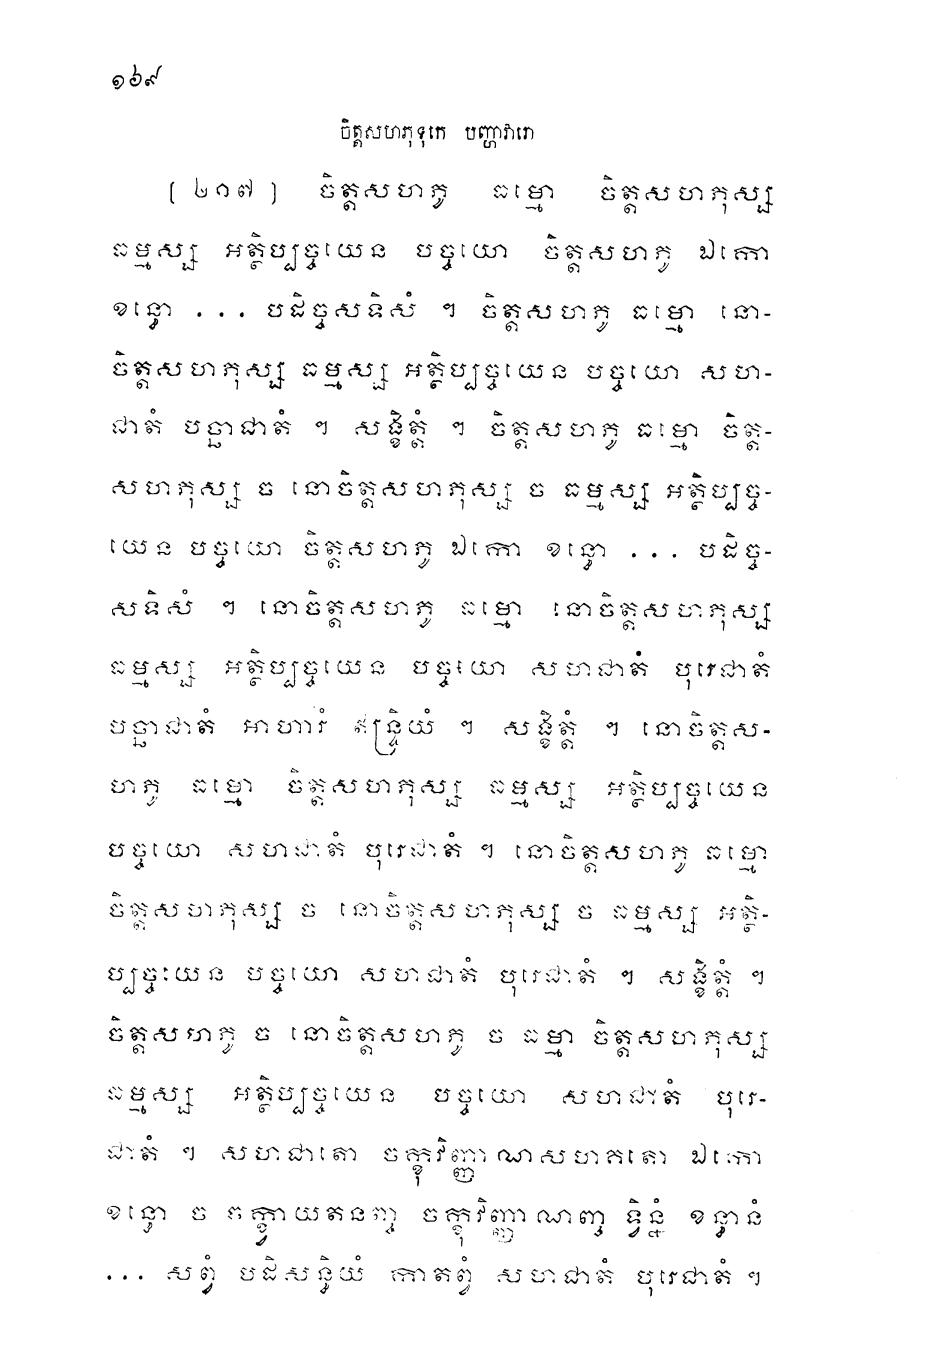 ១៦៩
ចិត្តសហភុទុកេ បញ្ហាវារោ
[ ២០៧ ] ចិត្តសហភូ ធម្មោ ចិត្តសហភុស្ស
ធម្មស្ស អត្ថិប្បច្ចយេន បច្ចយោ ចិត្តសហភូ ឯកោ
ខន្ធោ ... បដិច្ចសទិសំ ។ ចិត្តសហភូ ធម្មោ នោ-
ចិត្តសហភុស្ស ធម្មស្ស អត្ថិប្បច្ចយេន បច្ចយោ សហ-
ជាតំ បច្ឆាជាតំ ។ សង្ខិត្តំ ។ ចិត្តសហភូ ធម្មោ ចិត្ត-
សហភុស្ស ច នោចិត្តសហភុស្ស ច ធម្មស្ស អត្ថិប្បច្ច-
យេន បច្ចយោ ចិត្តសហភូ ឯកោ ខន្ធោ ... បដិច្ច-
សទិសំ ។ នោចិត្តសហភូ ធម្មោ នោចិត្តសហភុស្ស
ធម្មស្ស អត្ថិប្បច្ចយេន បច្ចយោ សហជាតំ បុរេជាតំ
បច្ឆាជាតំ អាហារំ ឥន្ទ្រិយំ ។ សង្ខិត្តំ ។ នោចិត្តស-
ហភូ ធម្មោ ចិត្តសហភុស្ស ធម្មស្ស អត្ថិប្បច្ចយេន
បច្ចយោ សហជាតំ បុរេជាតំ ។ នោចិត្តសហភូ ធម្មោ
ចិត្តសហភុស្ស ច នោចិត្តសហភុស្ស ច ធម្មស្ស អត្ថិ-
ប្បច្ចយេន បច្ចយោ សហជាតំ បុរេជាតំ ។ សង្ខិត្តំ ។
ចិត្តសហភូ ច នោចិត្តសហភូ ច ធម្មា ចិត្តសហភុស្ស
ធម្មស្ស អត្ថិប្បច្ចយេន បច្ចយោ សហជាតំ បុរេ-
ជាតំ ។ សហជាតោ ចក្ខុវិញ្ញាណសហគតោ ឯកោ
ខន្ធោ ច ចក្ខ្វាយតនញ្ច ចក្ខុវិញ្ញាណញ្ច ទ្វិន្នំ ខន្ធានំ
... សព្វំ បដិសន្ធិយំ កាតព្វំ សហជាតំ បុរេជាតំ ។